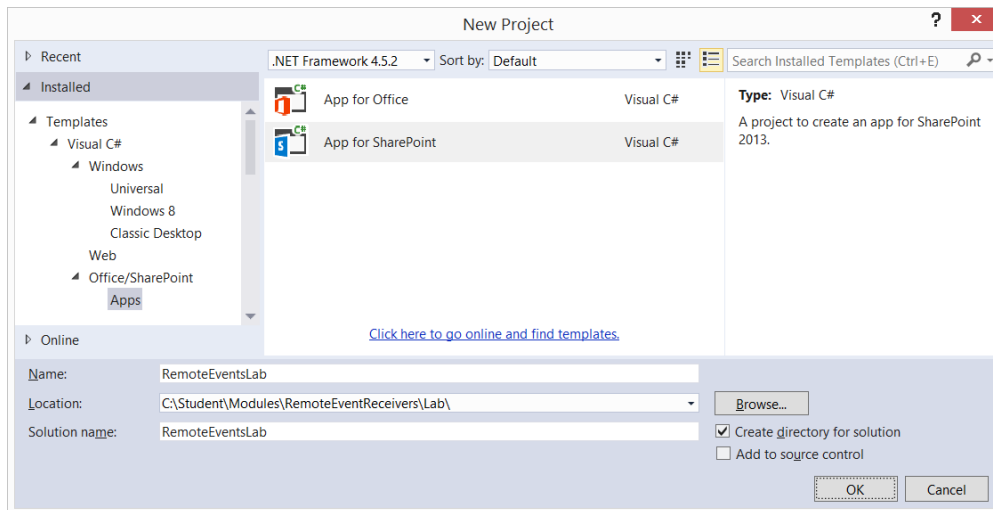 New Project
?
Recent
.NET Framework 4.5.2 Sort by: Default Search Installed Templates (Ctrl+E)
Installed
Templates
Visual C#
Windows
Universal
Windows 8
Classic Desktop
Web
Office/SharePoint
Apps
Online
C# App for Office Visual C#
C# App for SharePoint Visual C#
Click here to go online and find templates.
Type: Visual C#
A project to create an app for SharePoint
2013.
Name: RemoteEventsLab
Location: C:\Student\Modules\RemoteEventReceivers\Lab\ Browse...
Solution name: RemoteEventsLab
Create directory for solution
Add to source control
OK Cancel